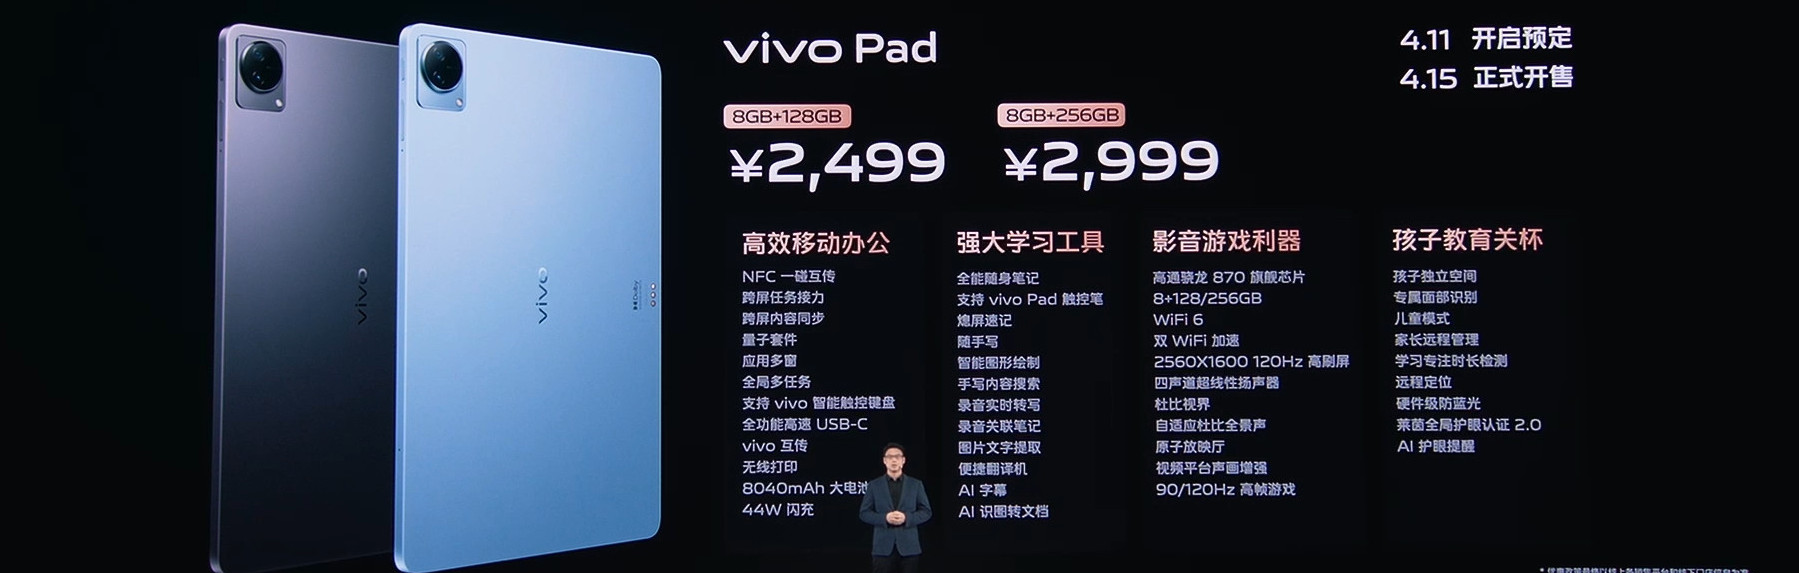 vivo Pad
4.11 开启预定
4.15 正式开售
8GB+128GB
¥2,499
8GB+256GB
¥2,999
高效移动办公
NFC 一碰互传
跨屏任务接力
跨屏内容同步
量子套件
应用多窗
全局多任务
支持 vivo 智能触控键盘
全功能高速 USB-C
vivo 互传
无线打印
8040mAh 大电池
44W 闪充
强大学习工具
全能随身笔记
支持 vivo Pad 触控笔
熄屏速记
随手写
智能图形绘制
手写内容搜索
录音实时转写
录音关联笔记
图片文字提取
便捷翻译机
AI 字幕
AI 识图转文档
影音游戏利器
高通骁龙 870 旗舰芯片
8+128/256GB
WiFi 6
双 WiFi 加速
2560X1600 120Hz 高刷屏
四声道超线性扬声器
杜比视界
自适应杜比全景声
原子放映厅
视频平台声画增强
90/120Hz 高帧游戏
孩子教育关怀
孩子独立空间
专属面部识别
儿童模式
家长远程管理
学习专注时长检测
远程定位
硬件级防蓝光
莱茵全局护眼认证 2.0
AI 护眼提醒
vivo
vivo
Dolby